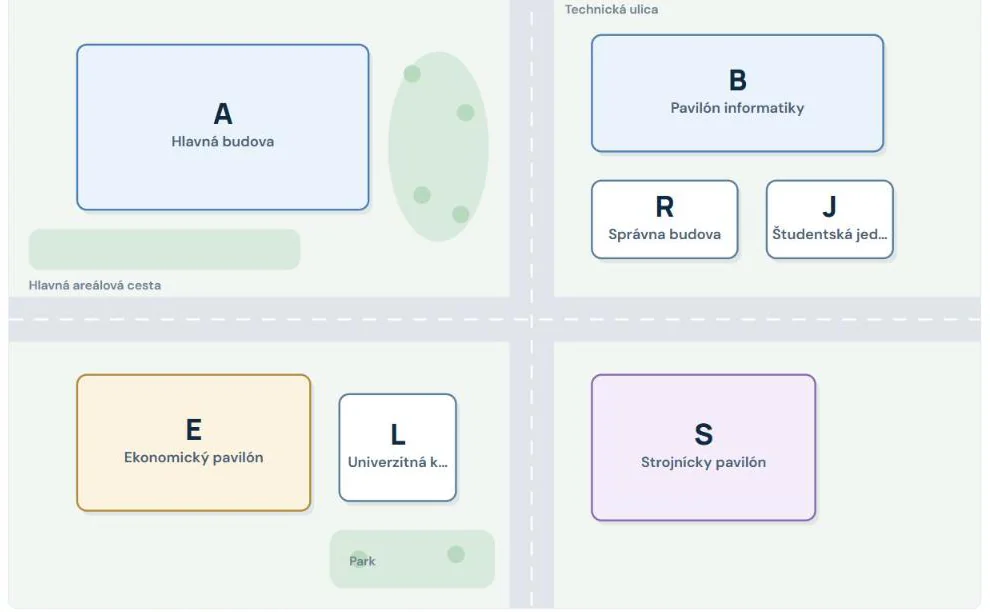 Technická ulica
A
Hlavná budova
B
Pavilón informatiky
R
Správna budova
J
Študentská jed...
Hlavná areálová cesta
E
Ekonomický pavilón
L
Univerzitná k...
S
Strojnícky pavilón
Park